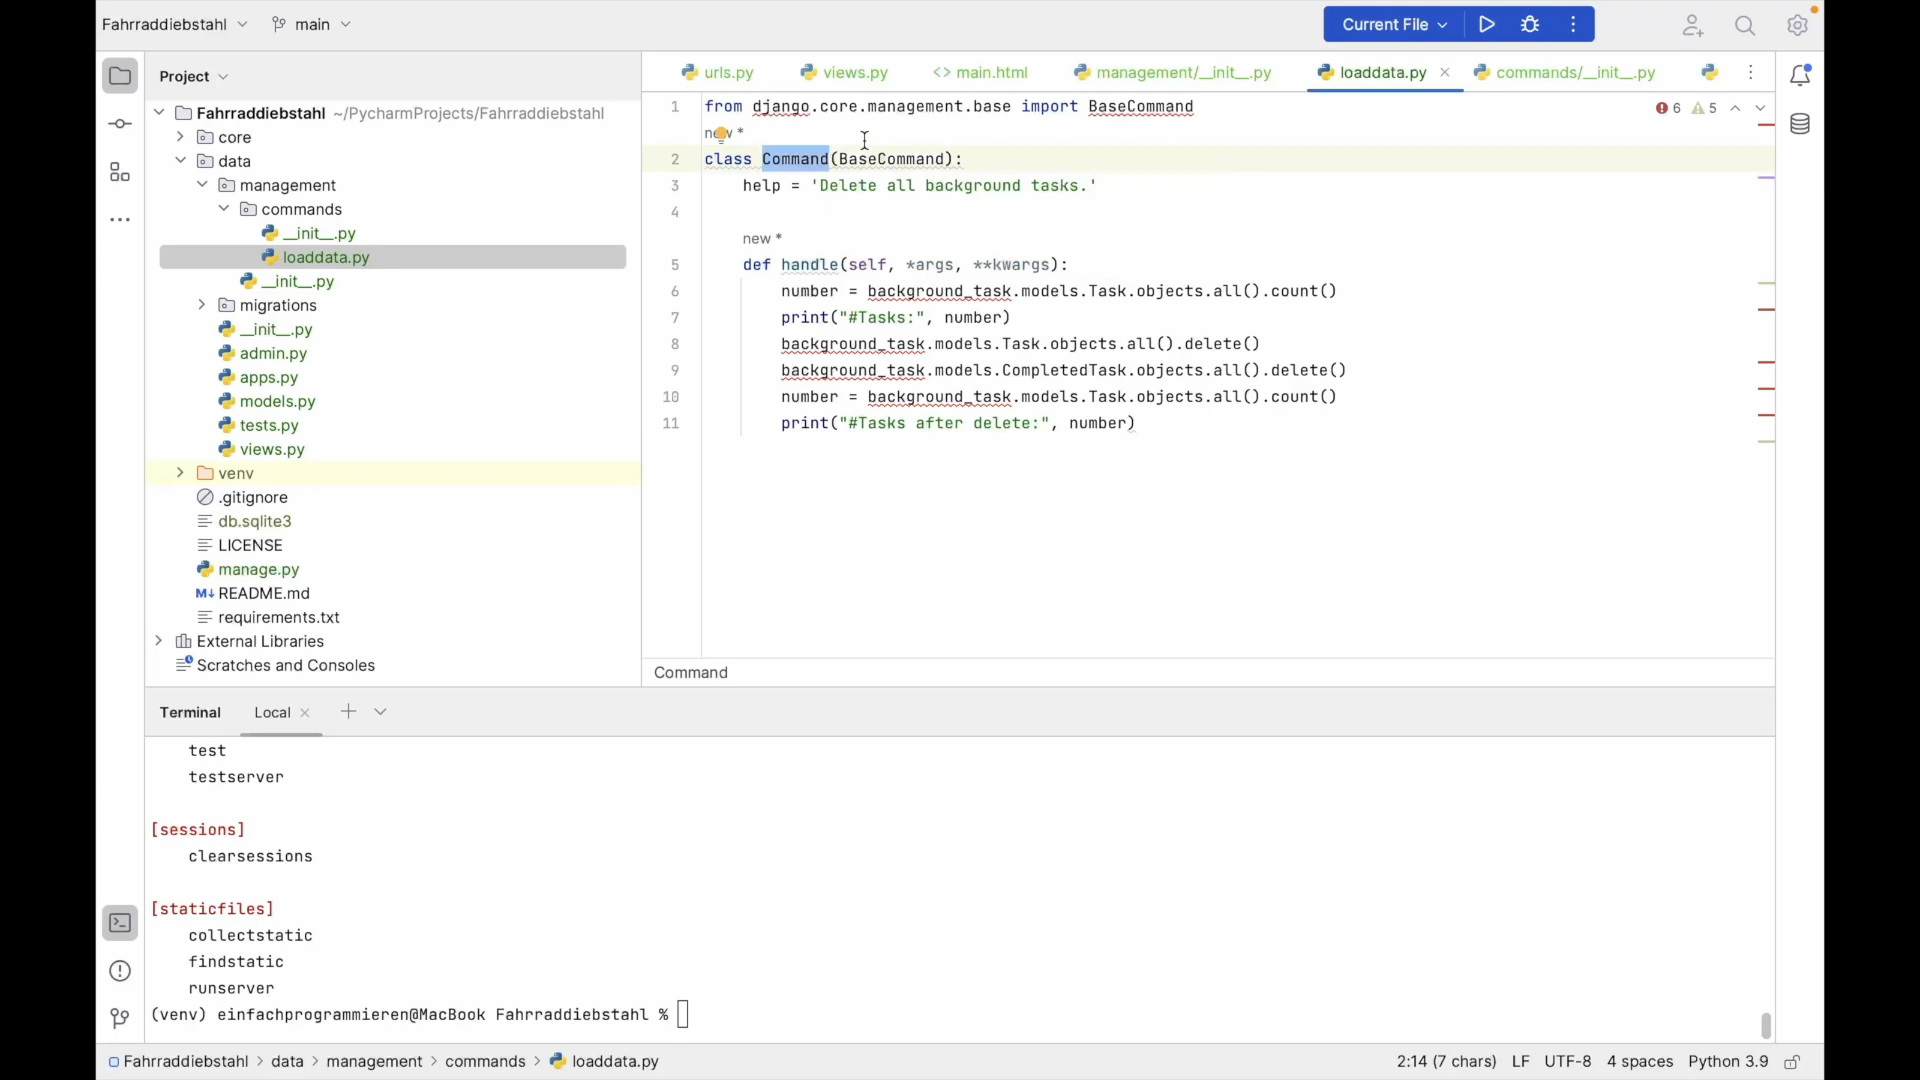 Fahrraddiebstahl
main
Current File
Project
urls.py
views.py
<> main.html
management/__init__.py
loaddata.py
commands/__init__.py
Fahrraddiebstahl ~/PycharmProjects/Fahrraddiebstahl
core
data
management
commands
__init__.py
loaddata.py
__init__.py
migrations
__init__.py
admin.py
apps.py
models.py
tests.py
views.py
venv
.gitignore
db.sqlite3
LICENSE
manage.py
M↓ README.md
requirements.txt
External Libraries
Scratches and Consoles
6 5
1 from django.core.management.base import BaseCommand
new *
2 class Command(BaseCommand):
3 help = 'Delete all background tasks.'
4
new *
5 def handle(self, *args, **kwargs):
6 number = background_task.models.Task.objects.all().count()
7 print("#Tasks:", number)
8 background_task.models.Task.objects.all().delete()
9 background_task.models.CompletedTask.objects.all().delete()
10 number = background_task.models.Task.objects.all().count()
11 print("#Tasks after delete:", number)
Command
Terminal
Local
test
testserver
[sessions]
clearsessions
[staticfiles]
collectstatic
findstatic
runserver
(venv) einfachprogrammieren@MacBook Fahrraddiebstahl %
Fahrraddiebstahl > data > management > commands > loaddata.py
2:14 (7 chars) LF UTF-8 4 spaces Python 3.9